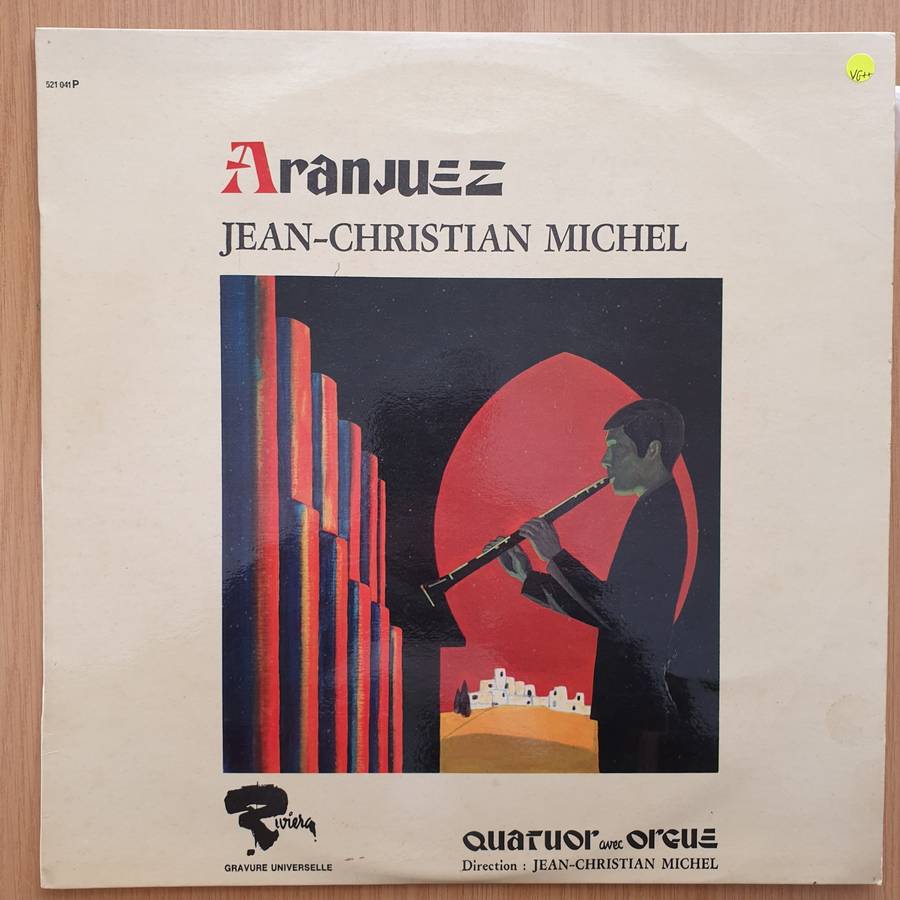 521 041 P
VG++
Aranjuez
JEAN-CHRISTIAN MICHEL
Riviera
GRAVURE UNIVERSELLE
QUATUOR avec ORGUE
Direction : JEAN-CHRISTIAN MICHEL